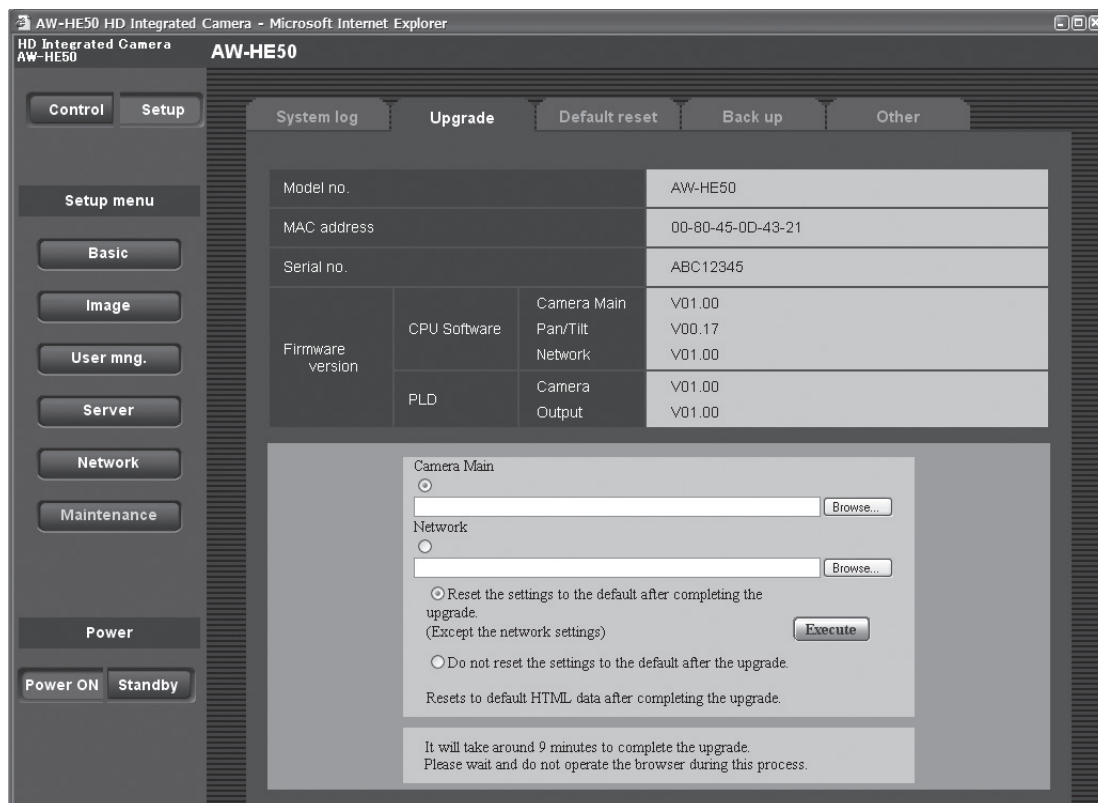 AW-HE50 HD Integrated Camera - Microsoft Internet Explorer
HD Integrated Camera
AW-HE50
AW-HE50
Control
Setup
System log
Upgrade
Default reset
Back up
Other
Setup menu
Basic
Image
User mng.
Server
Network
Maintenance
Power
Power ON
Standby
Model no.
AW-HE50
MAC address
00-80-45-0D-43-21
Serial no.
ABC12345
Firmware
version
CPU Software
Camera Main
V01.00
Pan/Tilt
V00.17
Network
V01.00
PLD
Camera
V01.00
Output
V01.00
Camera Main
Browse...
Network
Browse...
Reset the settings to the default after completing the
upgrade.
(Except the network settings)
Execute
Do not reset the settings to the default after the upgrade.
Resets to default HTML data after completing the upgrade.
It will take around 9 minutes to complete the upgrade.
Please wait and do not operate the browser during this process.